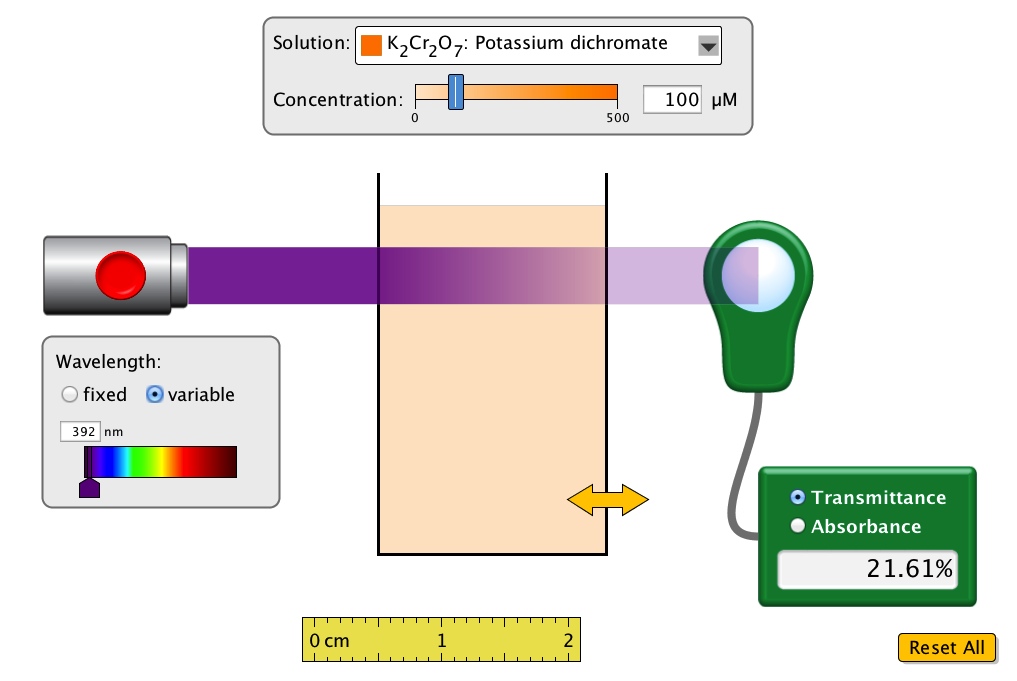 Solution: K₂Cr₂O₇: Potassium dichromate
Concentration: 100 μM
0 500
Wavelength:
fixed variable
392 nm
Transmittance
Absorbance
21.61%
0 cm 1 2
Reset All